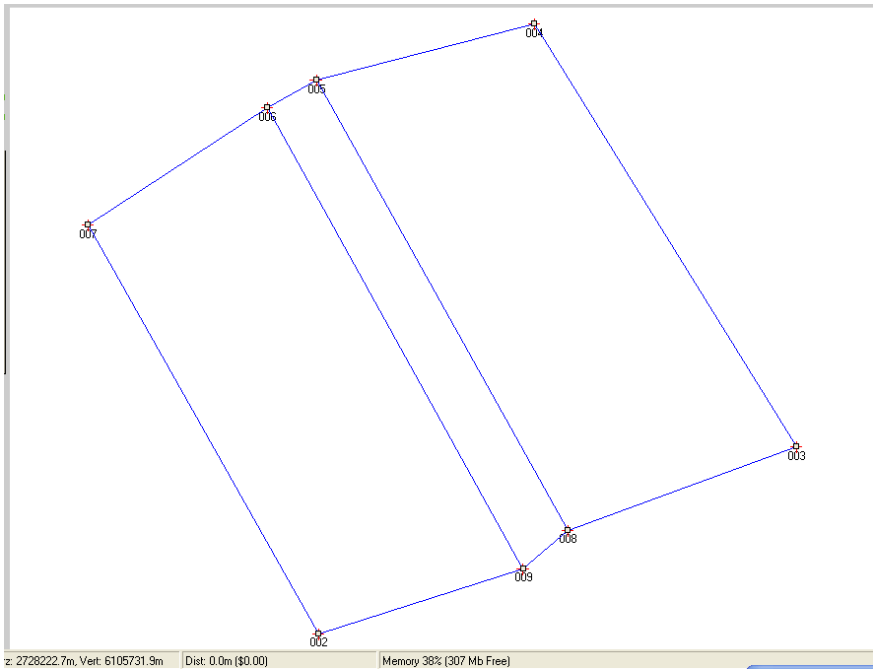 004
005
006
007
003
008
009
002
rz: 2728222.7m, Vert: 6105731.9m
Dist: 0.0m ($0.00)
Memory 38% (307 Mb Free)